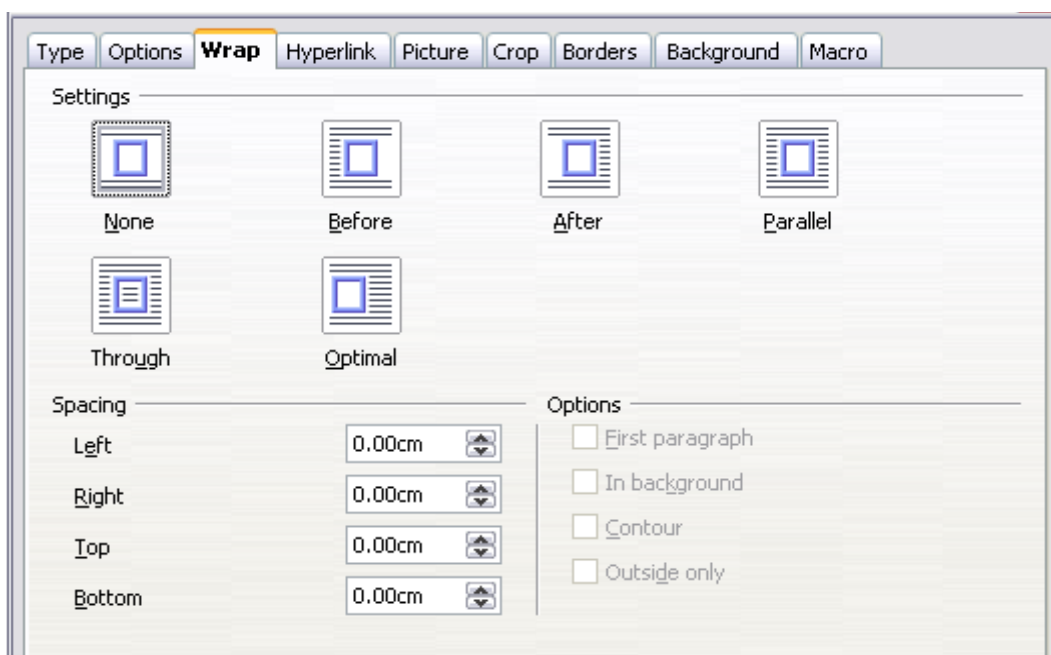 Type Options Wrap Hyperlink Picture Crop Borders Background Macro
Settings
None Before After Parallel
Through Optimal
Spacing Options
Left 0.00cm First paragraph
Right 0.00cm In background
Top 0.00cm Contour
Bottom 0.00cm Outside only